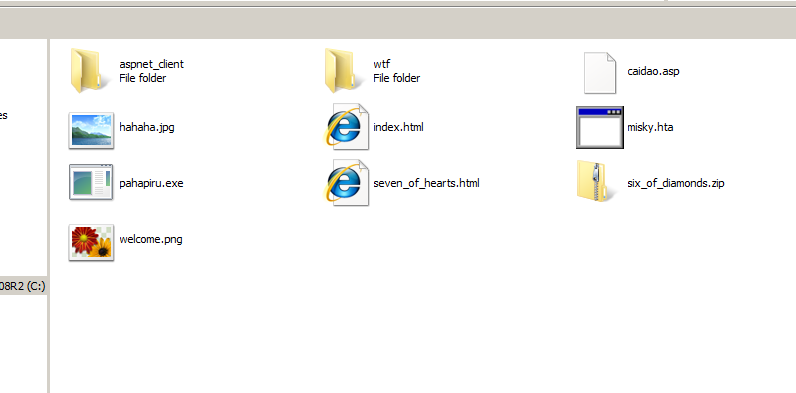 aspnet_client
File folder
wtf
File folder
caidao.asp
es
hahaha.jpg
index.html
misky.hta
pahapiru.exe
seven_of_hearts.html
six_of_diamonds.zip
welcome.png
08R2 (C:)